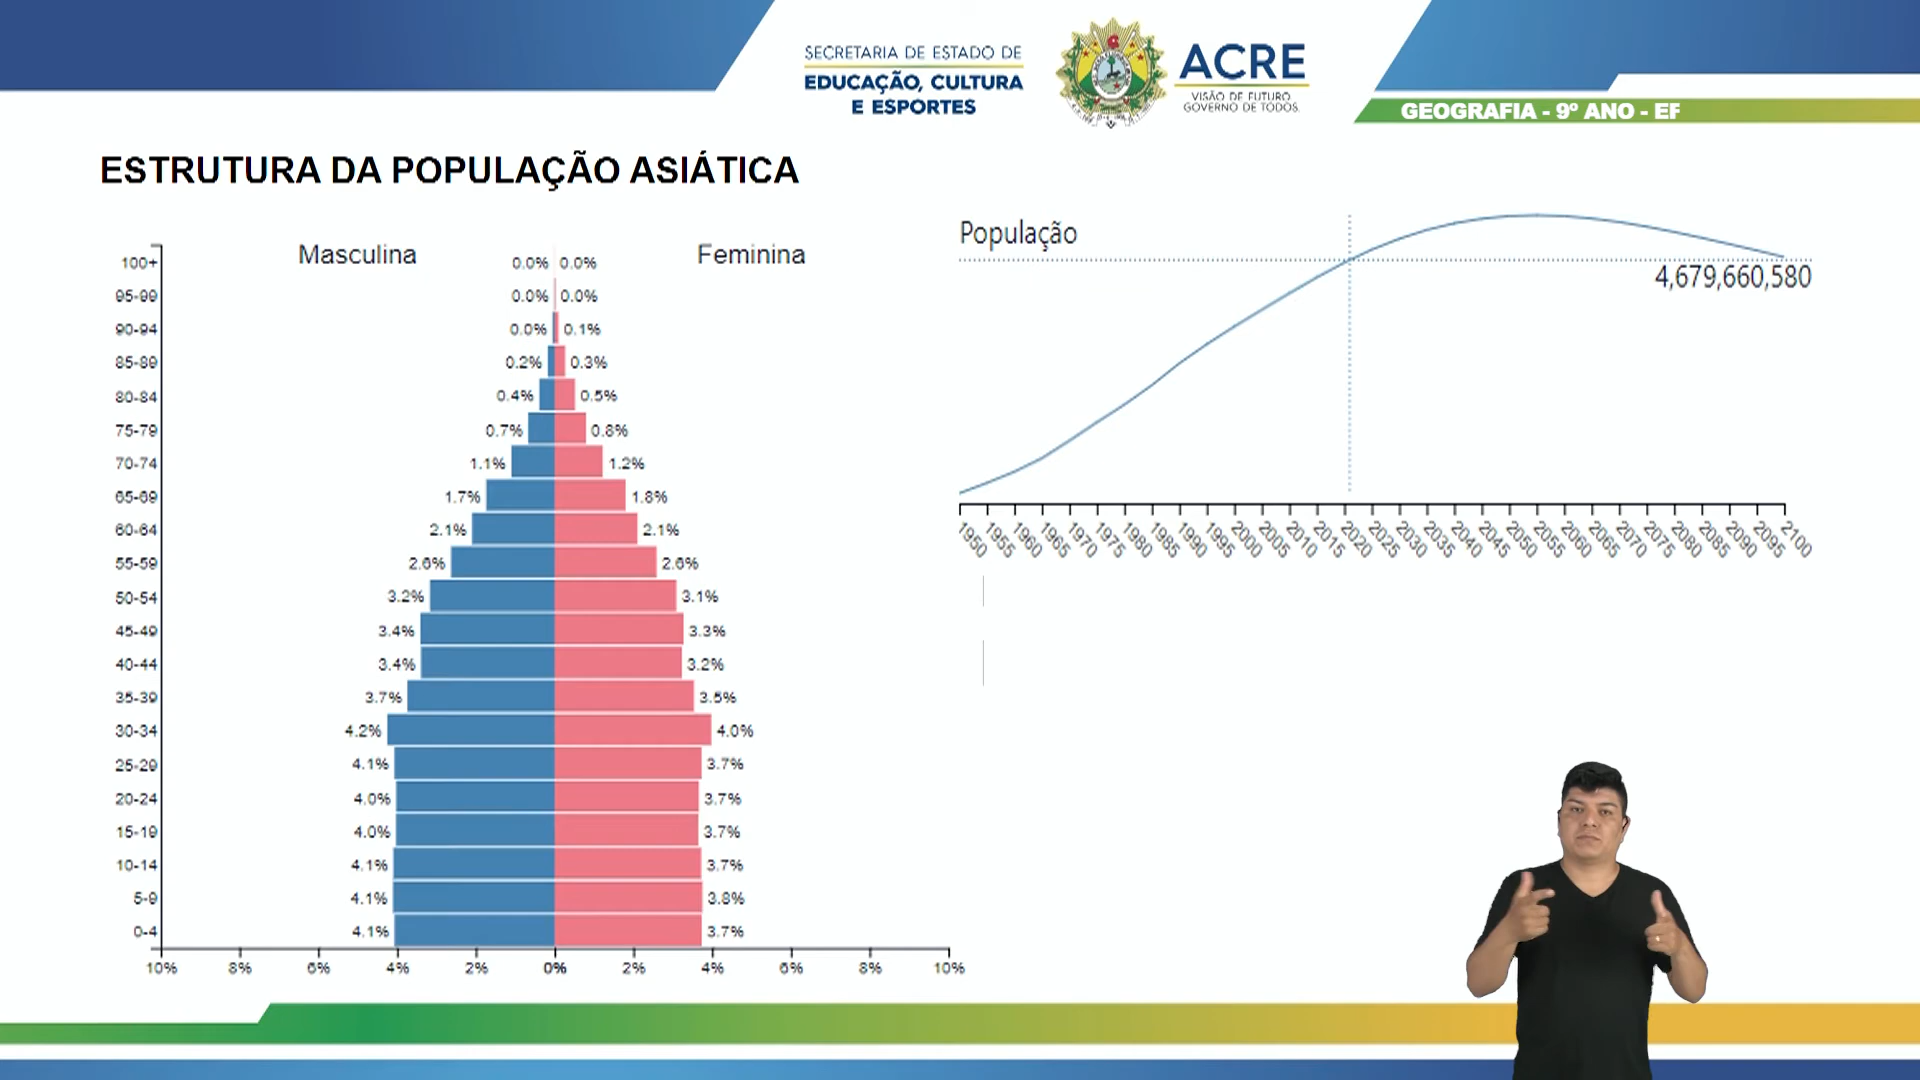 SECRETARIA DE ESTADO DE
EDUCAÇÃO, CULTURA
E ESPORTES
ACRE
VISÃO DE FUTURO
GOVERNO DE TODOS
GEOGRAFIA - 9º ANO - EF
ESTRUTURA DA POPULAÇÃO ASIÁTICA
Masculina
Feminina
100+ 0.0% 0.0%
95-99 0.0% 0.0%
90-94 0.0% 0.1%
85-89 0.2% 0.3%
80-84 0.4% 0.5%
75-79 0.7% 0.8%
70-74 1.1% 1.2%
65-69 1.7% 1.8%
60-64 2.1% 2.1%
55-59 2.6% 2.6%
50-54 3.2% 3.1%
45-49 3.4% 3.3%
40-44 3.4% 3.2%
35-39 3.7% 3.5%
30-34 4.2% 4.0%
25-29 4.1% 3.7%
20-24 4.0% 3.7%
15-19 4.0% 3.7%
10-14 4.1% 3.7%
5-9 4.1% 3.8%
0-4 4.1% 3.7%
10% 8% 6% 4% 2% 0% 2% 4% 6% 8% 10%
População
4,679,660,580
1950 1955 1960 1965 1970 1975 1980 1985 1990 1995 2000 2005 2010 2015 2020 2025 2030 2035 2040 2045 2050 2055 2060 2065 2070 2075 2080 2085 2090 2095 2100